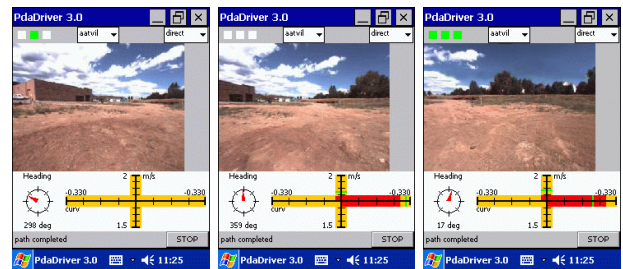 PdaDriver 3.0
aatvil direct
Heading 2 m/s
-0.330 -0.330
curv
298 deg 1.5
path completed STOP
PdaDriver 3.0 11:25
PdaDriver 3.0
aatvil direct
Heading 2 m/s
-0.330 -0.330
curv
359 deg 1.5
path completed STOP
PdaDriver 3.0 11:25
PdaDriver 3.0
aatvil direct
Heading 2 m/s
-0.330 -0.330
curv
17 deg 1.5
path completed STOP
PdaDriver 3.0 11:25